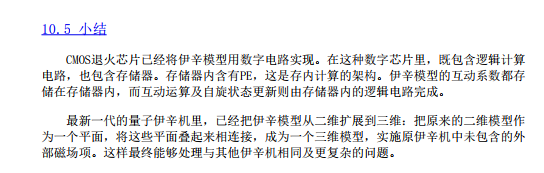 10.5 小结
CMOS退火芯片已经将伊辛模型用数字电路实现。在这种数字芯片里，既包含逻辑计算
电路，也包含存储器。存储器内含有PE，这是存内计算的架构。伊辛模型的互动系数都存
储在存储器内，而互动运算及自旋状态更新则由存储器内的逻辑电路完成。
最新一代的量子伊辛机里，已经把伊辛模型从二维扩展到三维：把原来的二维模型作
为一个平面，将这些平面叠起来相连接，成为一个三维模型，实施原伊辛机中未包含的外
部磁场项。这样最终能够处理与其他伊辛机相同及更复杂的问题。